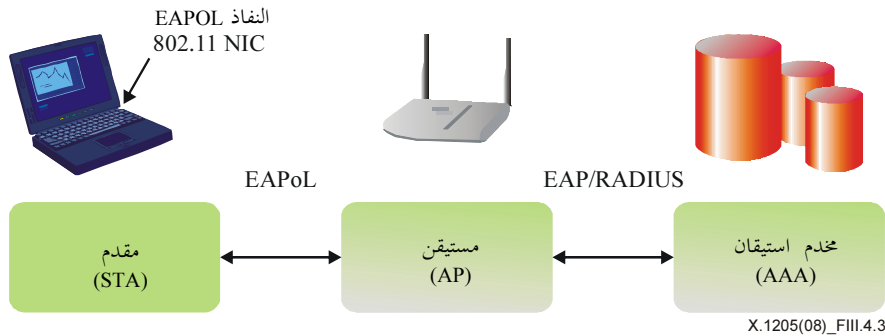 النفاذ EAPOL
802.11 NIC
EAPoL
EAP/RADIUS
مقدم
(STA)
مستيقن
(AP)
مخدم استيقان
(AAA)
X.1205(08)_FIII.4.3